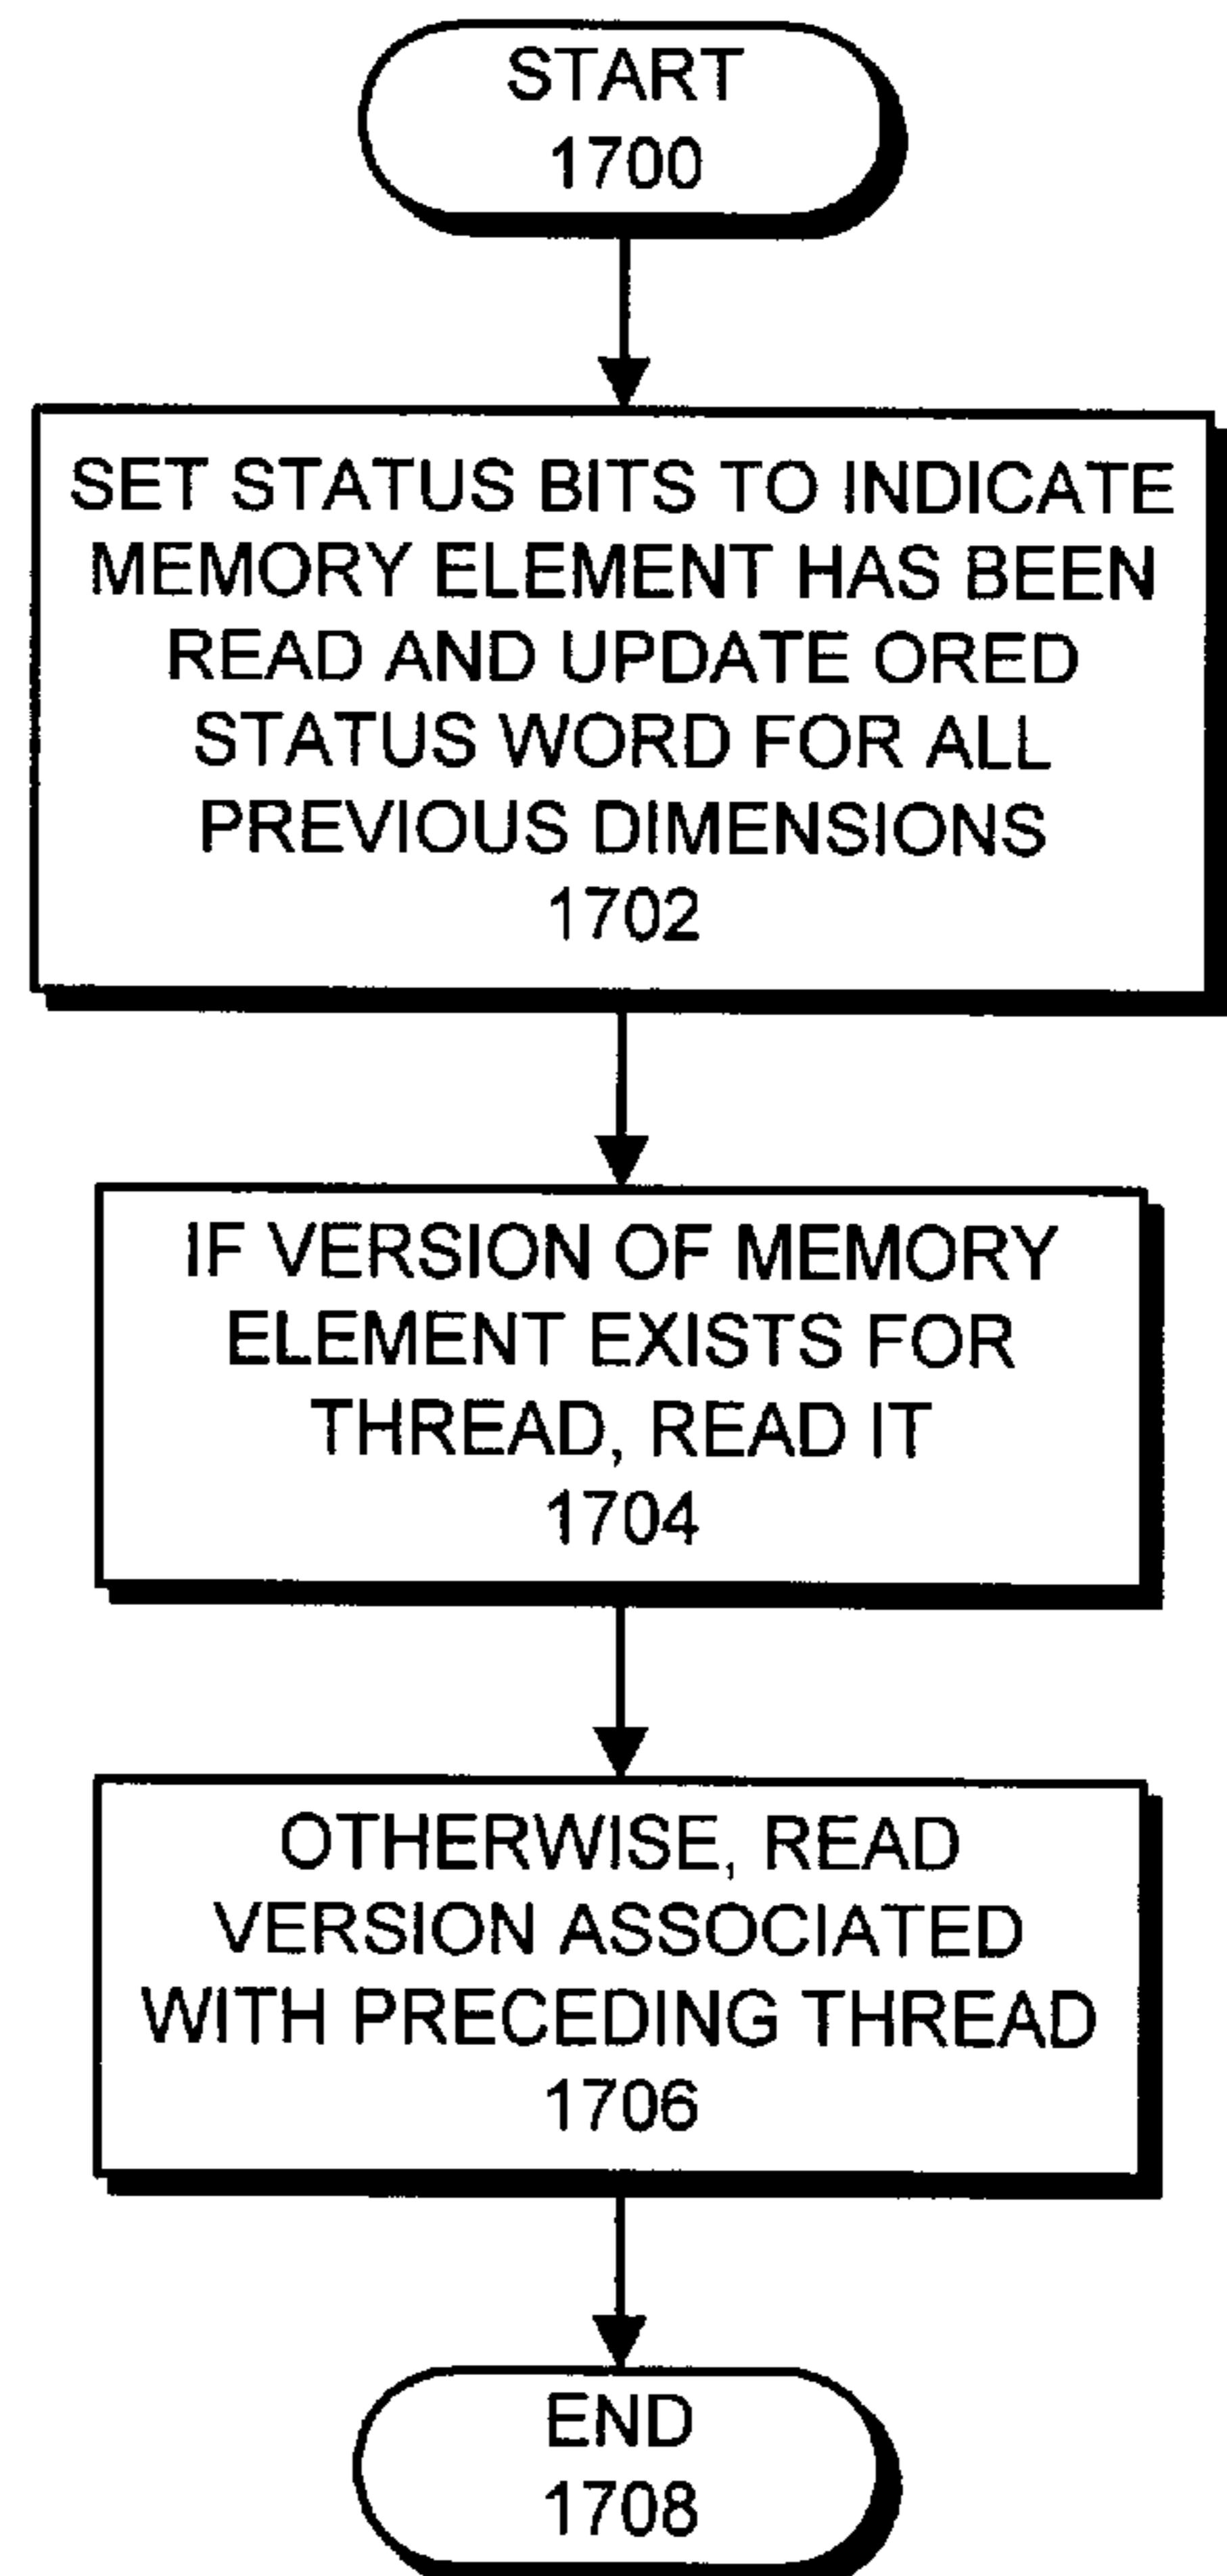 START
1700
SET STATUS BITS TO INDICATE
MEMORY ELEMENT HAS BEEN
READ AND UPDATE ORED
STATUS WORD FOR ALL
PREVIOUS DIMENSIONS
1702
IF VERSION OF MEMORY
ELEMENT EXISTS FOR
THREAD, READ IT
1704
OTHERWISE, READ
VERSION ASSOCIATED
WITH PRECEDING THREAD
1706
END
1708